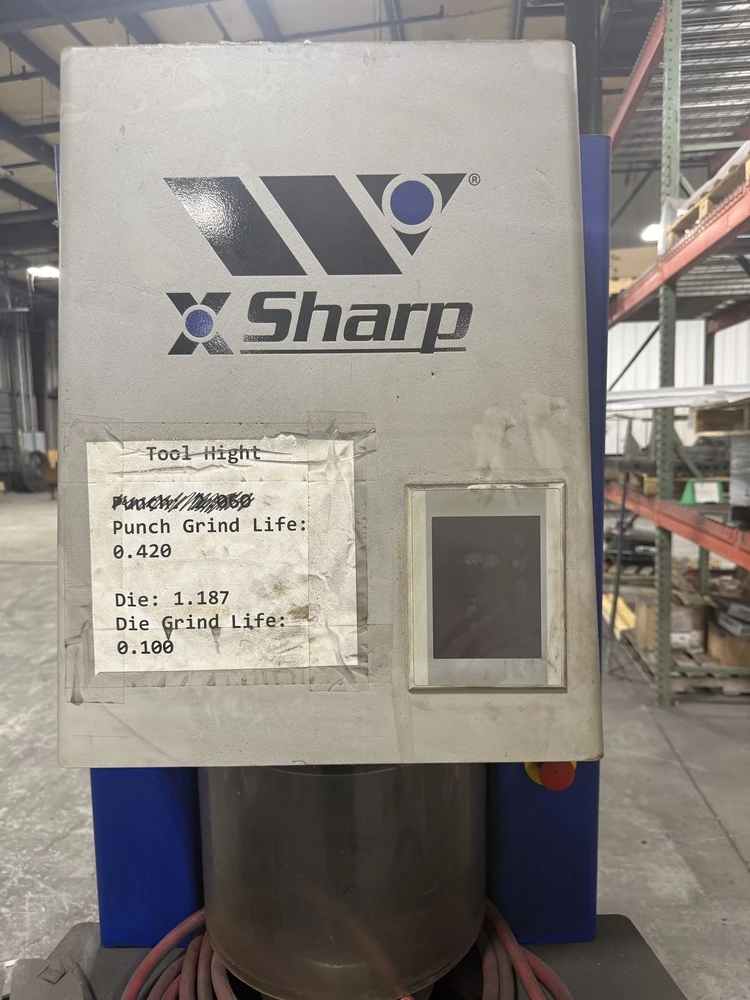 ®
X Sharp
Tool Hight
Punch Grind Life:
0.420
Die: 1.187
Die Grind Life:
0.100